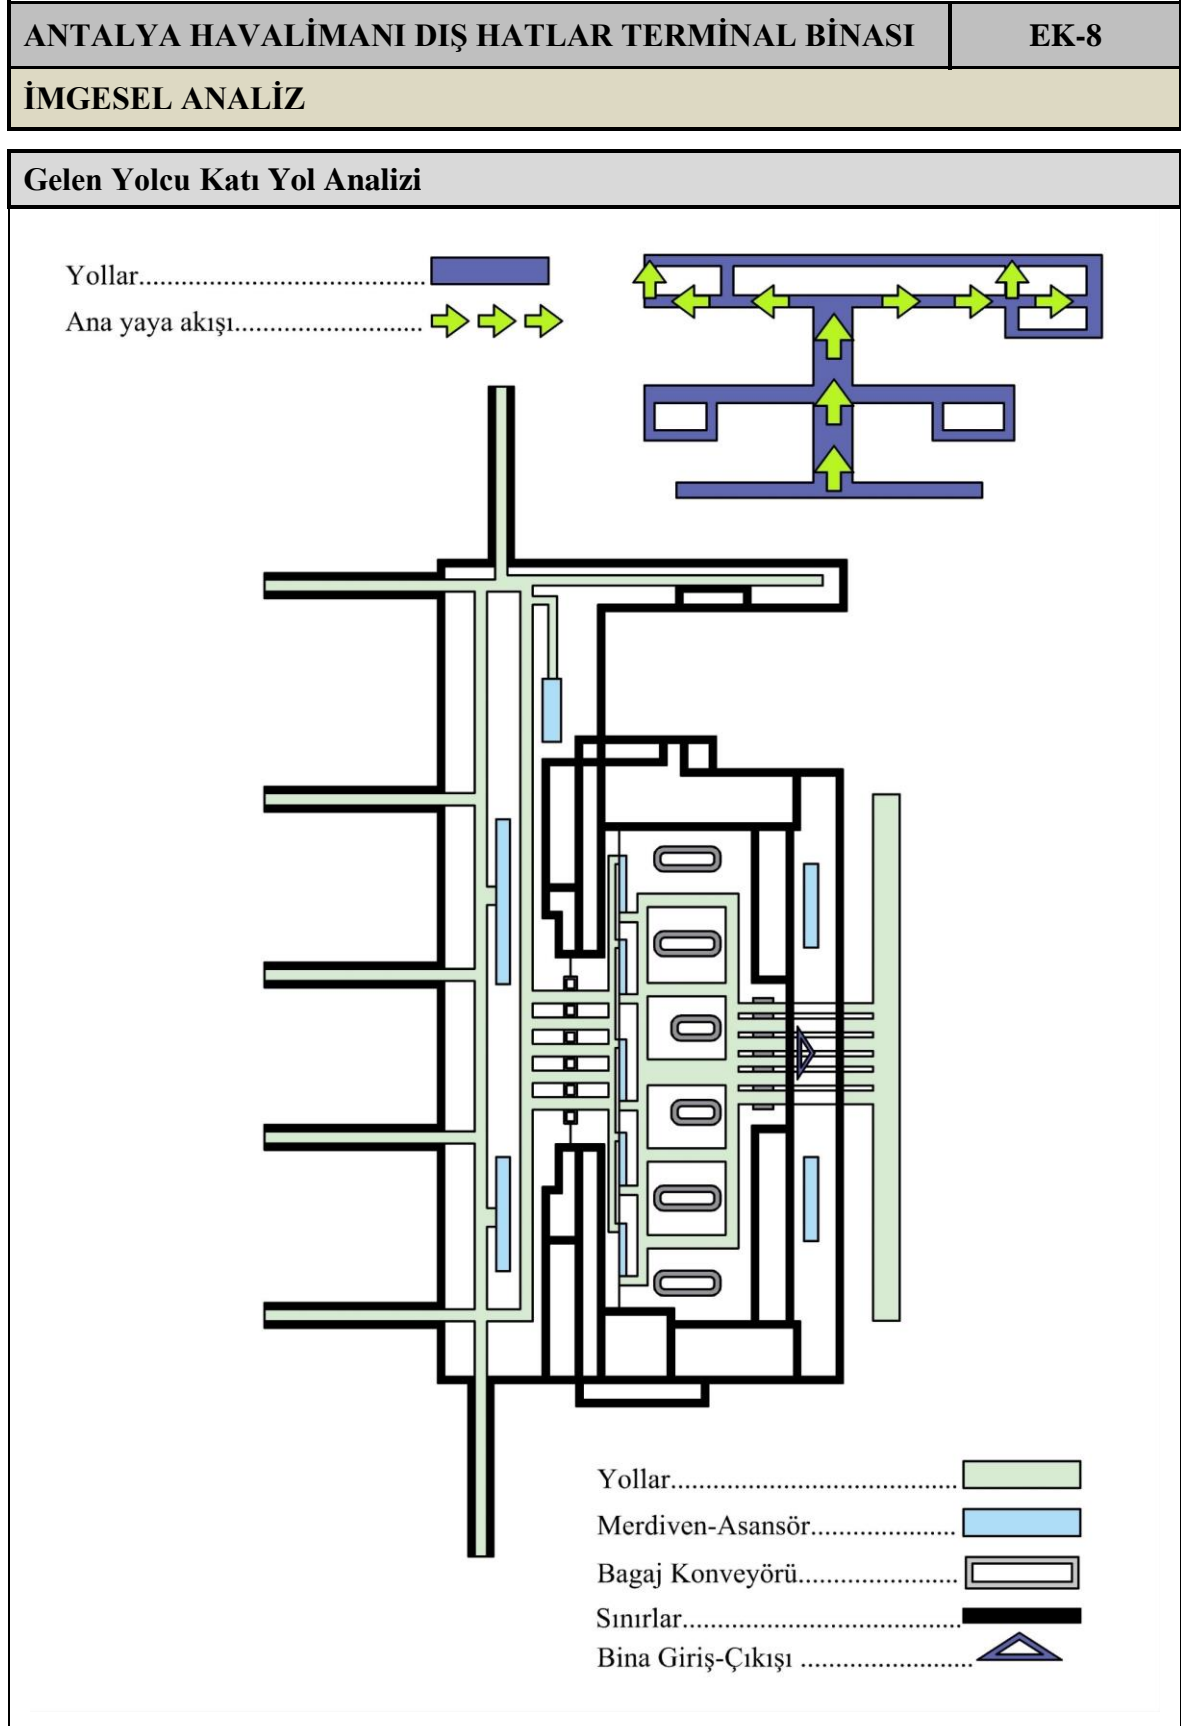 ANTALYA HAVALİMANI DIŞ HATLAR TERMİNAL BİNASI EK-8
İMGESEL ANALİZ
Gelen Yolcu Katı Yol Analizi
Yollar........................................
Ana yaya akışı...........................
Yollar........................................
Merdiven-Asansör.....................
Bagaj Konveyörü.......................
Sınırlar.......................................
Bina Giriş-Çıkışı ........................